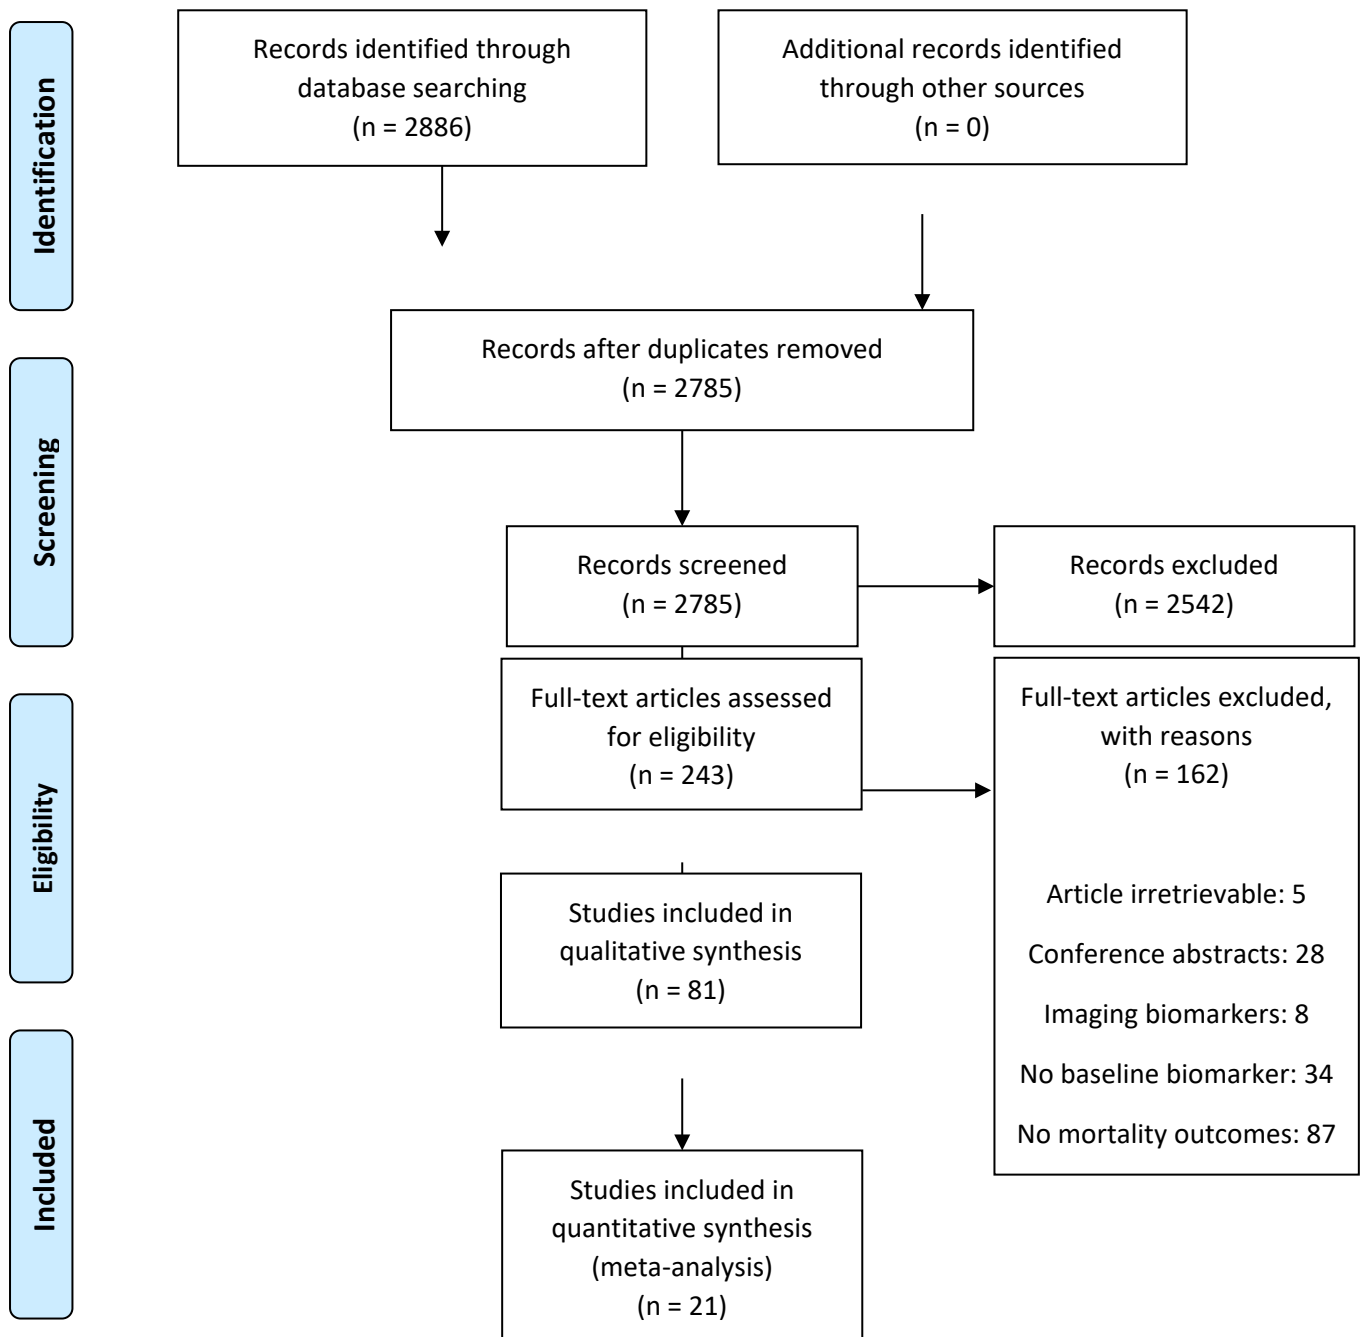 Identification
Records identified through
database searching
(n = 2886)
Additional records identified
through other sources
(n = 0)
Records after duplicates removed
(n = 2785)
Screening
Records screened
(n = 2785)
Records excluded
(n = 2542)
Eligibility
Full-text articles assessed
for eligibility
(n = 243)
Full-text articles excluded,
with reasons
(n = 162)
Article irretrievable: 5
Conference abstracts: 28
Imaging biomarkers: 8
No baseline biomarker: 34
No mortality outcomes: 87
Studies included in
qualitative synthesis
(n = 81)
Included
Studies included in
quantitative synthesis
(meta-analysis)
(n = 21)